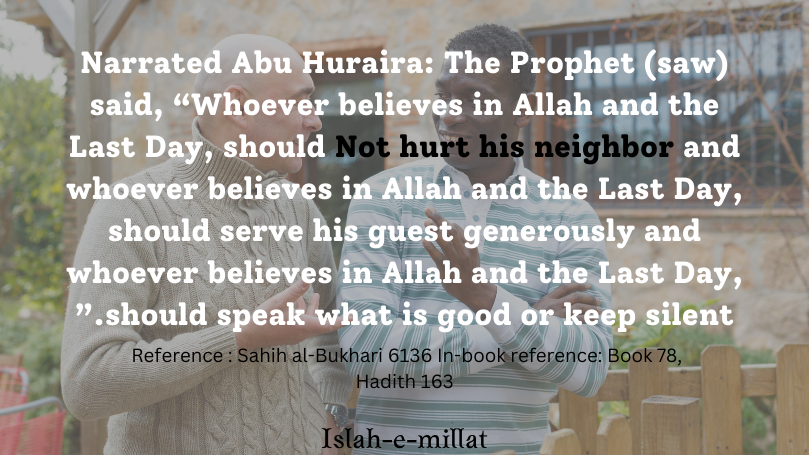 Narrated Abu Huraira: The Prophet (saw)
said, “Whoever believes in Allah and the
Last Day, should Not hurt his neighbor and
whoever believes in Allah and the Last Day,
should serve his guest generously and
whoever believes in Allah and the Last Day,
”.should speak what is good or keep silent
Reference : Sahih al-Bukhari 6136 In-book reference: Book 78,
Hadith 163
Islah-e-millat